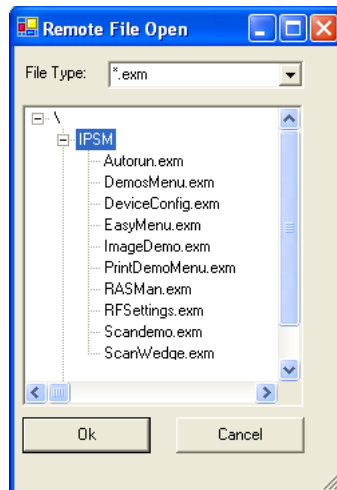 Remote File Open
File Type: *.exm
\
IPSM
Autorun.exm
DemosMenu.exm
DeviceConfig.exm
EasyMenu.exm
ImageDemo.exm
PrintDemoMenu.exm
RASMan.exm
RFSettings.exm
Scandemo.exm
ScanWedge.exm
Ok Cancel